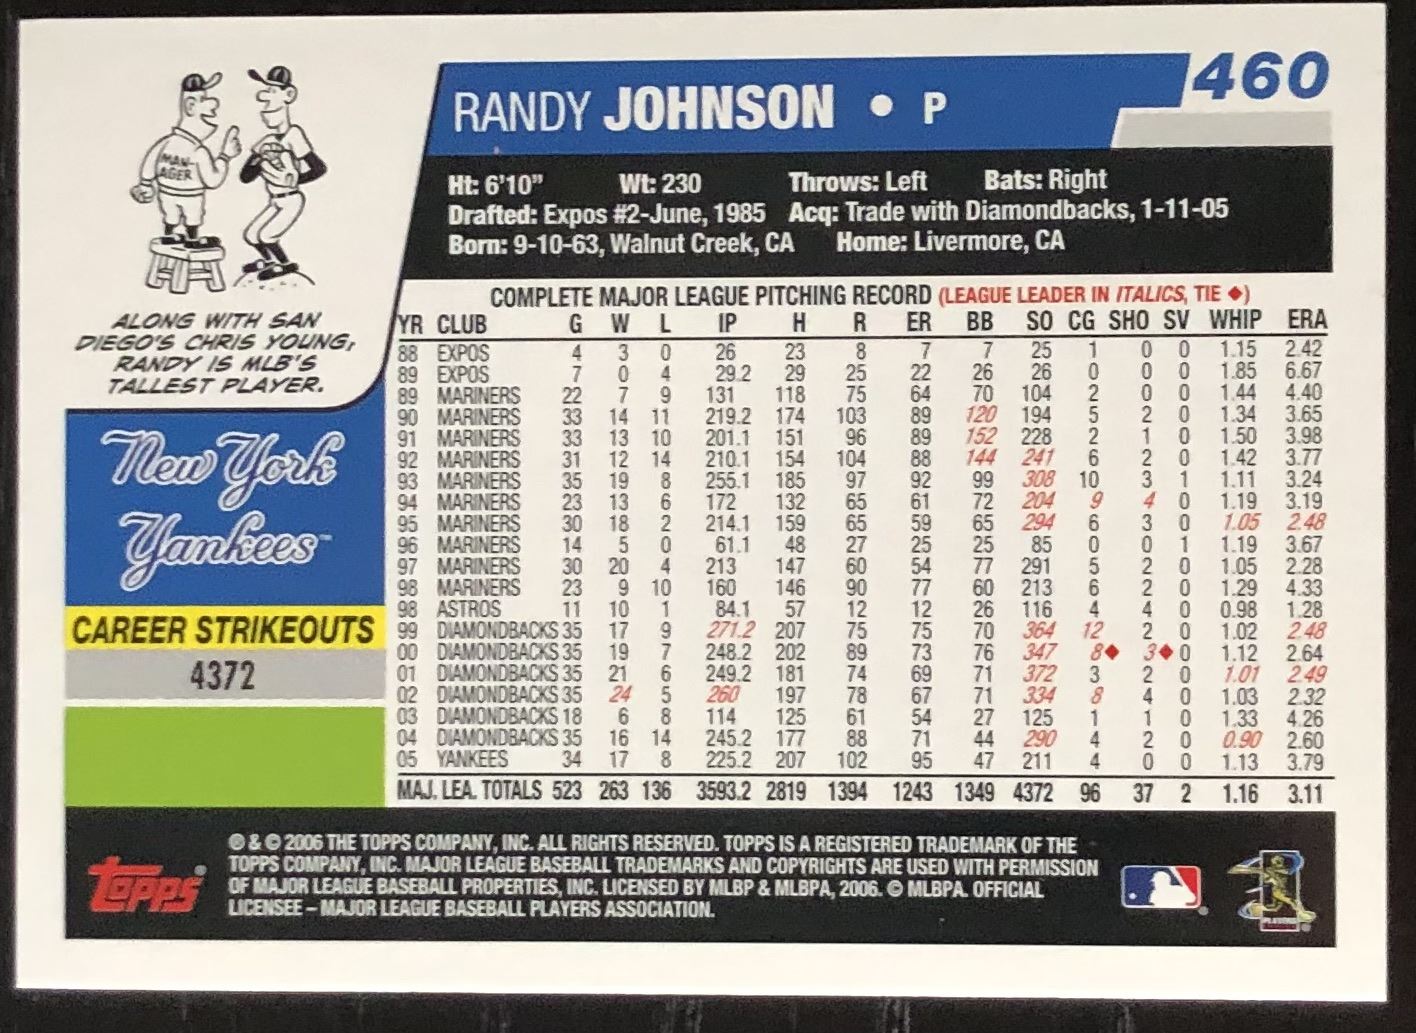 460
RANDY JOHNSON • P
Ht: 6'10" Wt: 230 Throws: Left Bats: Right
Drafted: Expos #2-June, 1985 Acq: Trade with Diamondbacks, 1-11-05
Born: 9-10-63, Walnut Creek, CA Home: Livermore, CA
MAN-
AGER
ALONG WITH SAN
DIEGO'S CHRIS YOUNG,
RANDY IS MLB'S
TALLEST PLAYER.
New York
Yankees™
CAREER STRIKEOUTS
4372
COMPLETE MAJOR LEAGUE PITCHING RECORD (LEAGUE LEADER IN ITALICS, TIE ♦)
YR CLUB G W L IP H R ER BB SO CG SHO SV WHIP ERA
88 EXPOS 4 3 0 26 23 8 7 7 25 1 0 0 1.15 2.42
89 EXPOS 7 0 4 29.2 29 25 22 26 26 0 0 0 1.85 6.67
89 MARINERS 22 7 9 131 118 75 64 70 104 2 0 0 1.44 4.40
90 MARINERS 33 14 11 219.2 174 103 89 120 194 5 2 0 1.34 3.65
91 MARINERS 33 13 10 201.1 151 96 89 152 228 2 1 0 1.50 3.98
92 MARINERS 31 12 14 210.1 154 104 88 144 241 6 2 0 1.42 3.77
93 MARINERS 35 19 8 255.1 185 97 92 99 308 10 3 1 1.11 3.24
94 MARINERS 23 13 6 172 132 65 61 72 204 9 4 0 1.19 3.19
95 MARINERS 30 18 2 214.1 159 65 59 65 294 6 3 0 1.05 2.48
96 MARINERS 14 5 0 61.1 48 27 25 25 85 0 0 1 1.19 3.67
97 MARINERS 30 20 4 213 147 60 54 77 291 5 2 0 1.05 2.28
98 MARINERS 23 9 10 160 146 90 77 60 213 6 2 0 1.29 4.33
98 ASTROS 11 10 1 84.1 57 12 12 26 116 4 4 0 0.98 1.28
99 DIAMONDBACKS 35 17 9 271.2 207 75 75 70 364 12 2 0 1.02 2.48
00 DIAMONDBACKS 35 19 7 248.2 202 89 73 76 347 8♦ 3♦ 0 1.12 2.64
01 DIAMONDBACKS 35 21 6 249.2 181 74 69 71 372 3 2 0 1.01 2.49
02 DIAMONDBACKS 35 24 5 260 197 78 67 71 334 8 4 0 1.03 2.32
03 DIAMONDBACKS 18 6 8 114 125 61 54 27 125 1 1 0 1.33 4.26
04 DIAMONDBACKS 35 16 14 245.2 177 88 71 44 290 4 2 0 0.90 2.60
05 YANKEES 34 17 8 225.2 207 102 95 47 211 4 0 0 1.13 3.79
MAJ. LEA. TOTALS 523 263 136 3593.2 2819 1394 1243 1349 4372 96 37 2 1.16 3.11
Topps®
® & © 2006 THE TOPPS COMPANY, INC. ALL RIGHTS RESERVED. TOPPS IS A REGISTERED TRADEMARK OF THE
TOPPS COMPANY, INC. MAJOR LEAGUE BASEBALL TRADEMARKS AND COPYRIGHTS ARE USED WITH PERMISSION
OF MAJOR LEAGUE BASEBALL PROPERTIES, INC. LICENSED BY MLBP & MLBPA, 2006. © MLBPA. OFFICIAL
LICENSEE – MAJOR LEAGUE BASEBALL PLAYERS ASSOCIATION.
PLAYERS